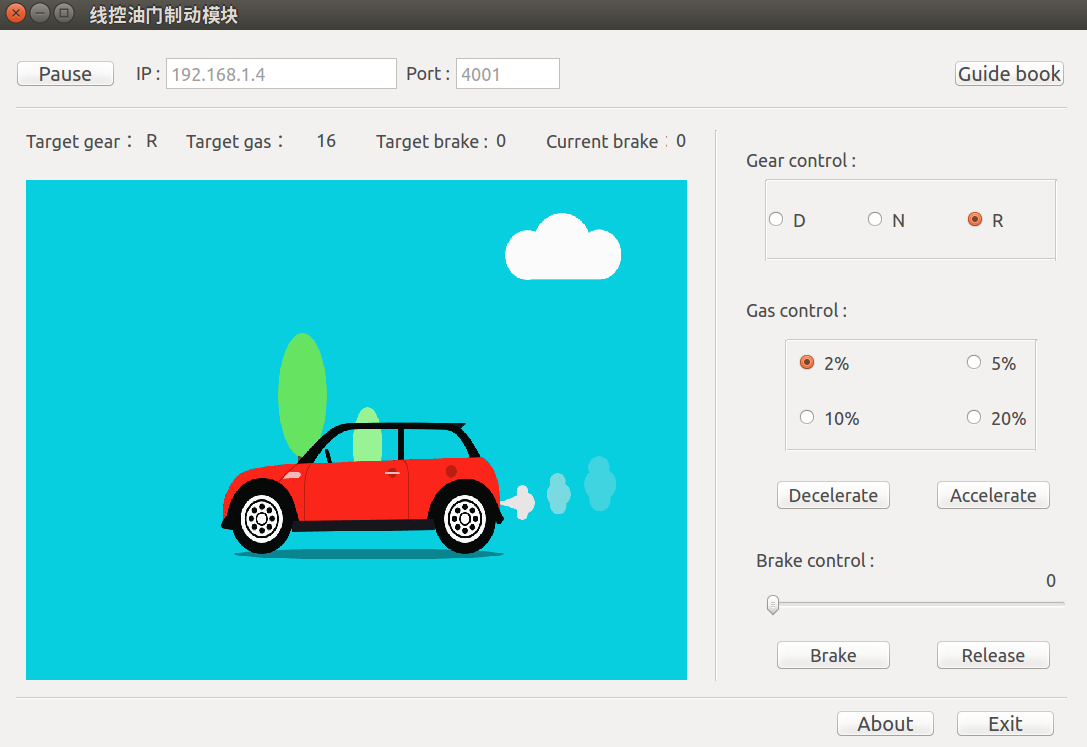 线控油门制动模块
Pause IP : 192.168.1.4 Port : 4001 Guide book
Target gear： R Target gas： 16 Target brake : 0 Current brake : 0
Gear control :
D N R
Gas control :
2% 5%
10% 20%
Decelerate Accelerate
Brake control :
0
Brake Release
About Exit